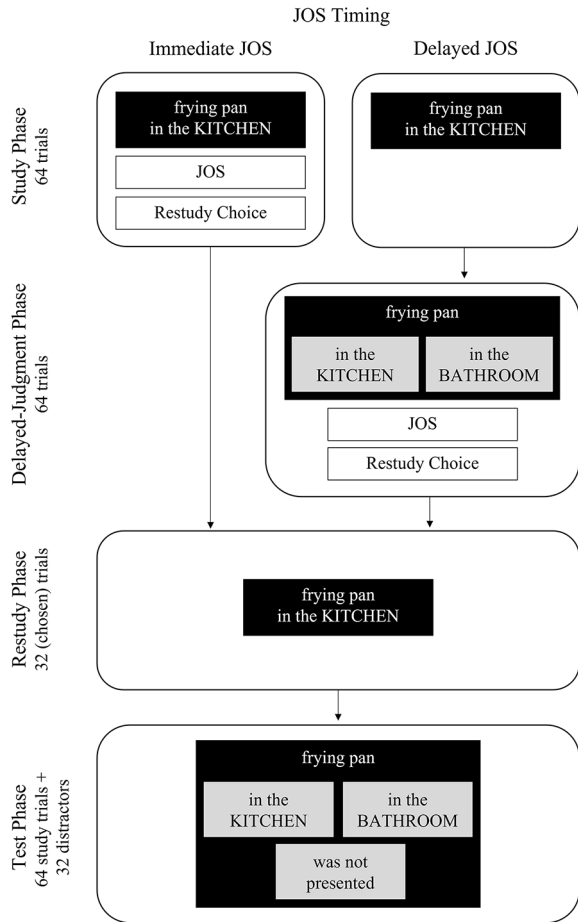 JOS Timing
Immediate JOS
Delayed JOS
Study Phase
64 trials
frying pan
in the KITCHEN
JOS
Restudy Choice
frying pan
in the KITCHEN
Delayed-Judgment Phase
64 trials
frying pan
in the
KITCHEN
in the
BATHROOM
JOS
Restudy Choice
Restudy Phase
32 (chosen) trials
frying pan
in the KITCHEN
Test Phase
64 study trials +
32 distractors
frying pan
in the
KITCHEN
in the
BATHROOM
was not
presented